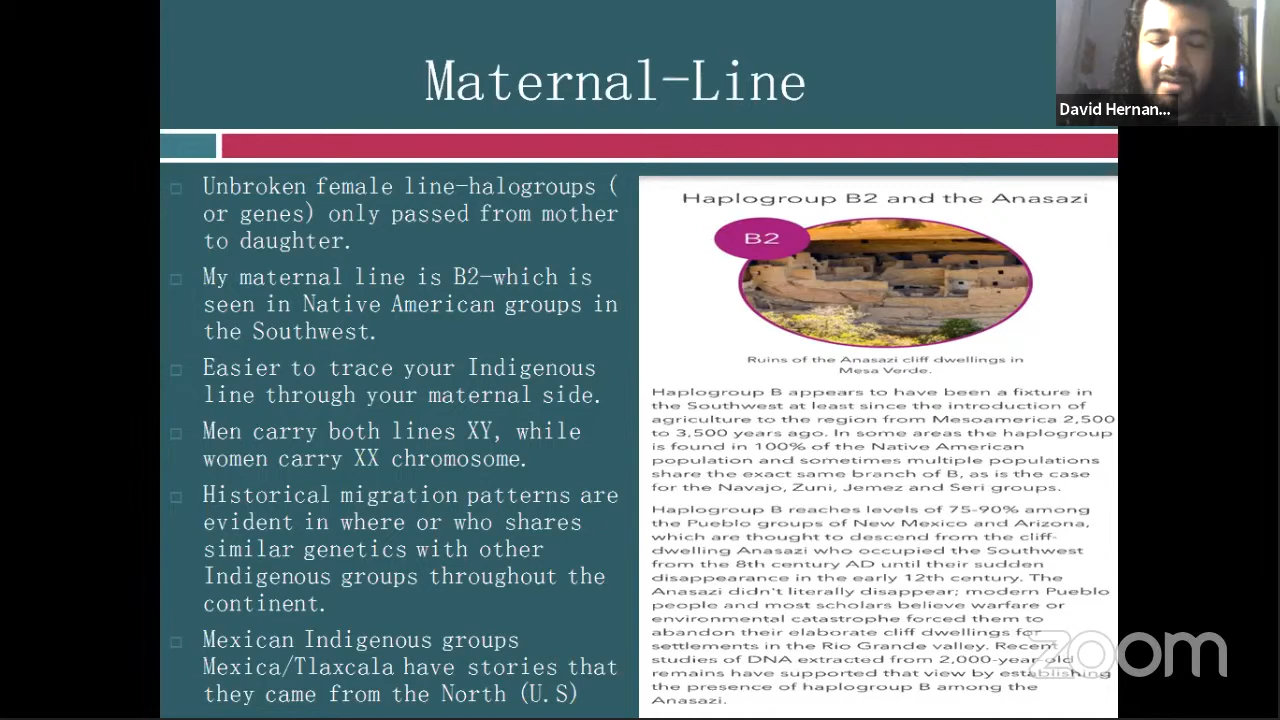 Maternal-Line
David Hernan...
Unbroken female line-halogroups (
or genes) only passed from mother
to daughter.
My maternal line is B2-which is
seen in Native American groups in
the Southwest.
Easier to trace your Indigenous
line through your maternal side.
Men carry both lines XY, while
women carry XX chromosome.
Historical migration patterns are
evident in where or who shares
similar genetics with other
Indigenous groups throughout the
continent.
Mexican Indigenous groups
Mexica/Tlaxcala have stories that
they came from the North (U.S)
Haplogroup B2 and the Anasazi
B2
Ruins of the Anasazi cliff dwellings in
Mesa Verde.
Haplogroup B appears to have been a fixture in
the Southwest at least since the introduction of
agriculture to the region from Mesoamerica 2,500
to 3,500 years ago. In some areas the haplogroup
is found in 100% of the Native American
population and sometimes multiple populations
share the exact same branch of B, as is the case
for the Navajo, Zuni, Jemez and Seri groups.
Haplogroup B reaches levels of 75-90% among
the Pueblo groups of New Mexico and Arizona,
which are thought to descend from the cliff-
dwelling Anasazi who occupied the Southwest
from the 8th century AD until their sudden
disappearance in the early 12th century. The
Anasazi didn't literally disappear; modern Pueblo
people and most scholars believe warfare or
environmental catastrophe forced them to
abandon their elaborate cliff dwellings for
settlements in the Rio Grande valley. Recent
studies of DNA extracted from 2,000-year-old
remains have supported that view by establishing
the presence of haplogroup B among the
Anasazi.
zoom